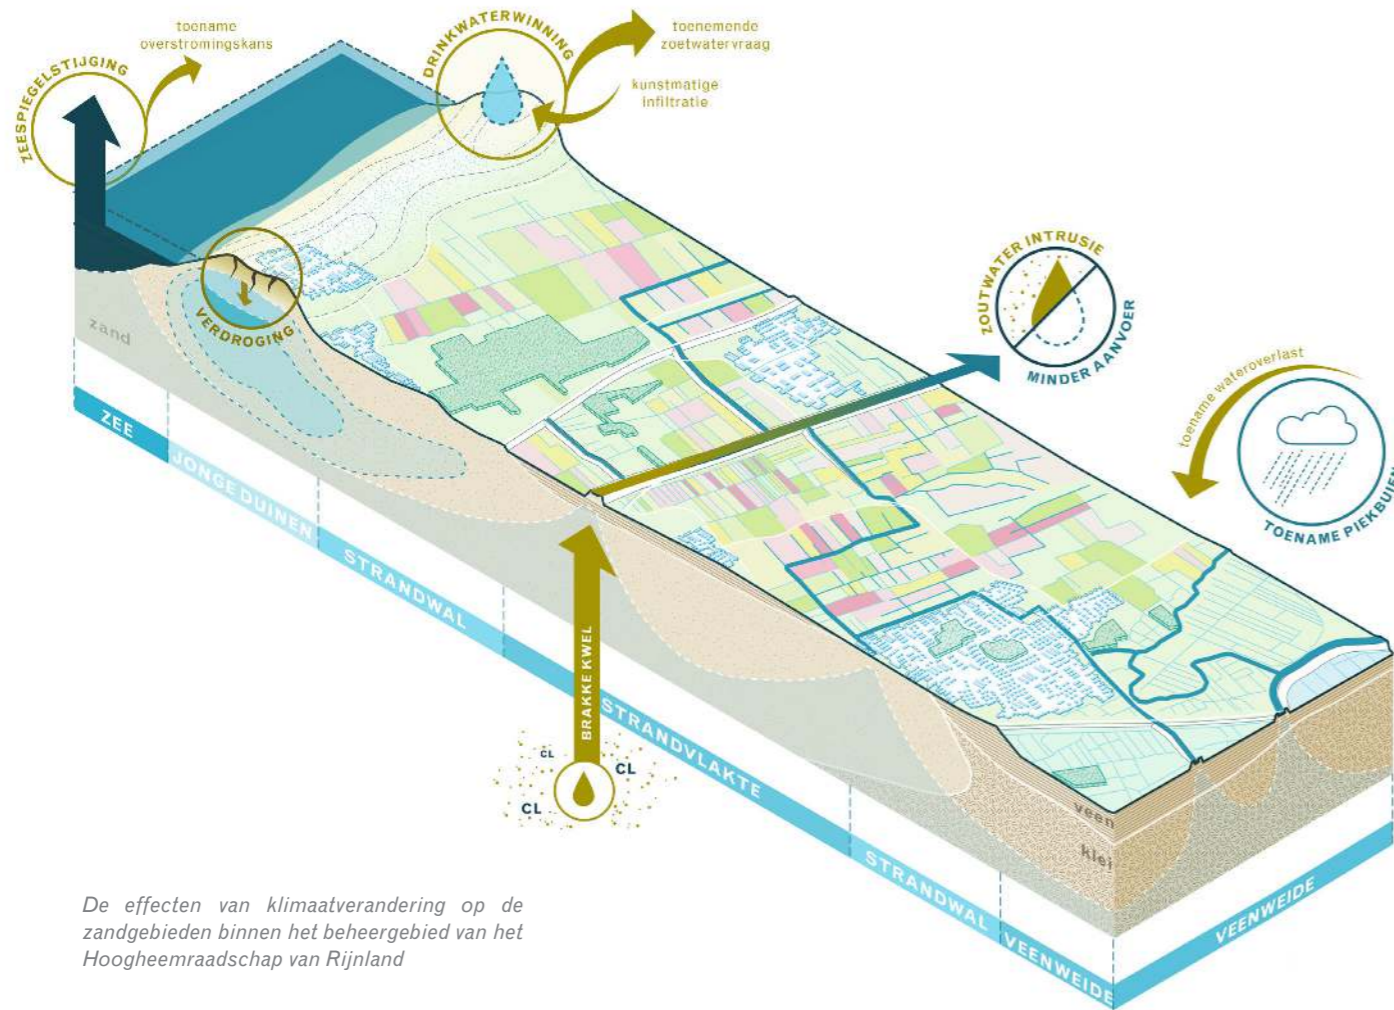 toename
overstromingskans
ZEESPIEGELSTIJGING
DRINKWATERWINNING
toenemende
zoetwatervraag
kunstmatige
infiltratie
VERDROGING
ZOUTWATER INTRUSIE
MINDER AANVOER
toename wateroverlast
TOENAME PIEKBUIEN
zand
ZEE
JONGE DUINEN
STRANDWAL
STRANDVLAKTE
STRANDWAL
VEENWEIDE
VEENWEIDE
BRAKKE KWEL
CL
CL
CL
veen
klei
De effecten van klimaatverandering op de
zandgebieden binnen het beheergebied van het
Hoogheemraadschap van Rijnland